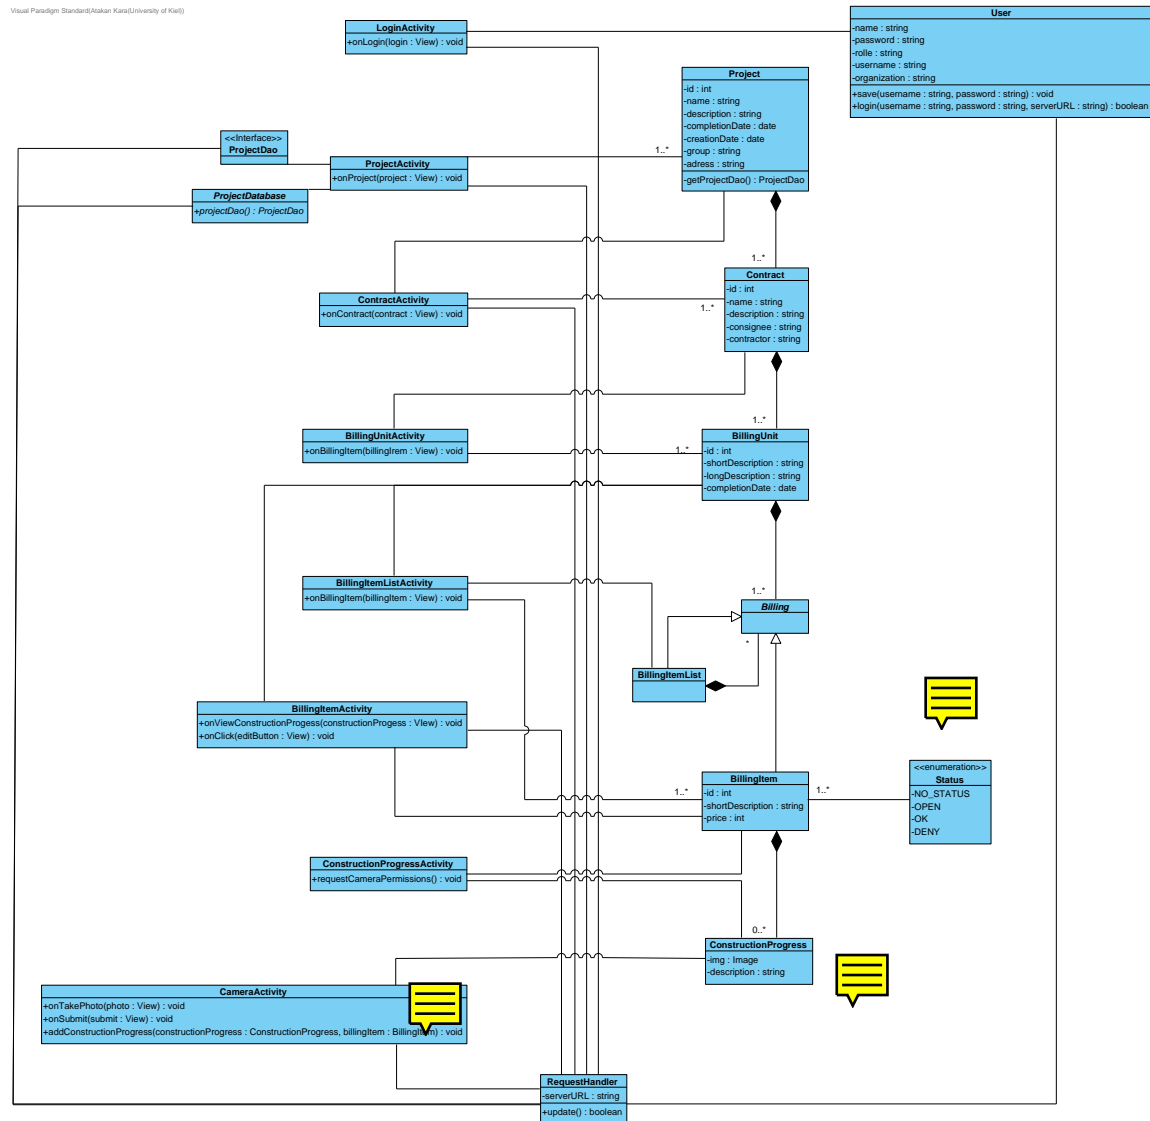 Visual Paradigm Standard(Atakan Kara(University of Kiel))
LoginActivity
+onLogin(login : View) : void
User
-name : string
-password : string
-rolle : string
-username : string
-organization : string
+save(username : string, password : string) : void
+login(username : string, password : string, serverURL : string) : boolean
Project
-id : int
-name : string
-description : string
-completionDate : date
-creationDate : date
-group : string
-adress : string
-getProjectDao() : ProjectDao
<<Interface>>
ProjectDao
1..*
ProjectActivity
+onProject(project : View) : void
ProjectDatabase
+projectDao() : ProjectDao
1..*
Contract
-id : int
-name : string
-description : string
-consignee : string
-contractor : string
ContractActivity
+onContract(contract : View) : void
1..*
1..*
BillingUnitActivity
+onBillingItem(billingIrem : View) : void
1..*
BillingUnit
-id : int
-shortDescription : string
-longDescription : string
-completionDate : date
BillingItemListActivity
+onBillingItem(billingItem : View) : void
1..*
Billing
*
BillingItemList
BillingItemActivity
+onViewConstructionProgess(constructionProgess : VIew) : void
+onClick(editButton : View) : void
1..*
BillingItem
-id : int
-shortDescription : string
-price : int
1..*
<<enumeration>>
Status
-NO_STATUS
-OPEN
-OK
-DENY
ConstructionProgressActivity
+requestCameraPermissions() : void
0..*
ConstructionProgress
-img : Image
-description : string
CameraActivity
+onTakePhoto(photo : View) : void
+onSubmit(submit : View) : void
+addConstructionProgress(constructionProgress : ConstructionProgress, billingItem : BillingItem) : void
RequestHandler
-serverURL : string
+update() : boolean